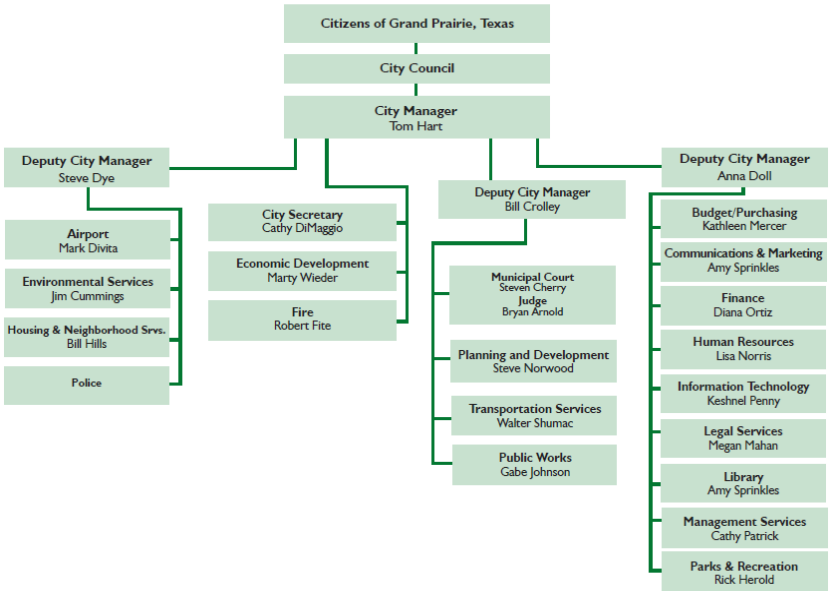 Citizens of Grand Prairie, Texas
City Council
City Manager
Tom Hart
Deputy City Manager
Steve Dye
Airport
Mark Divita
Environmental Services
Jim Cummings
Housing & Neighborhood Srvs.
Bill Hills
Police
City Secretary
Cathy DiMaggio
Economic Development
Marty Wieder
Fire
Robert Fite
Deputy City Manager
Bill Crolley
Municipal Court
Steven Cherry
Judge
Bryan Arnold
Planning and Development
Steve Norwood
Transportation Services
Walter Shumac
Public Works
Gabe Johnson
Deputy City Manager
Anna Doll
Budget/Purchasing
Kathleen Mercer
Communications & Marketing
Amy Sprinkles
Finance
Diana Ortiz
Human Resources
Lisa Norris
Information Technology
Keshnel Penny
Legal Services
Megan Mahan
Library
Amy Sprinkles
Management Services
Cathy Patrick
Parks & Recreation
Rick Herold